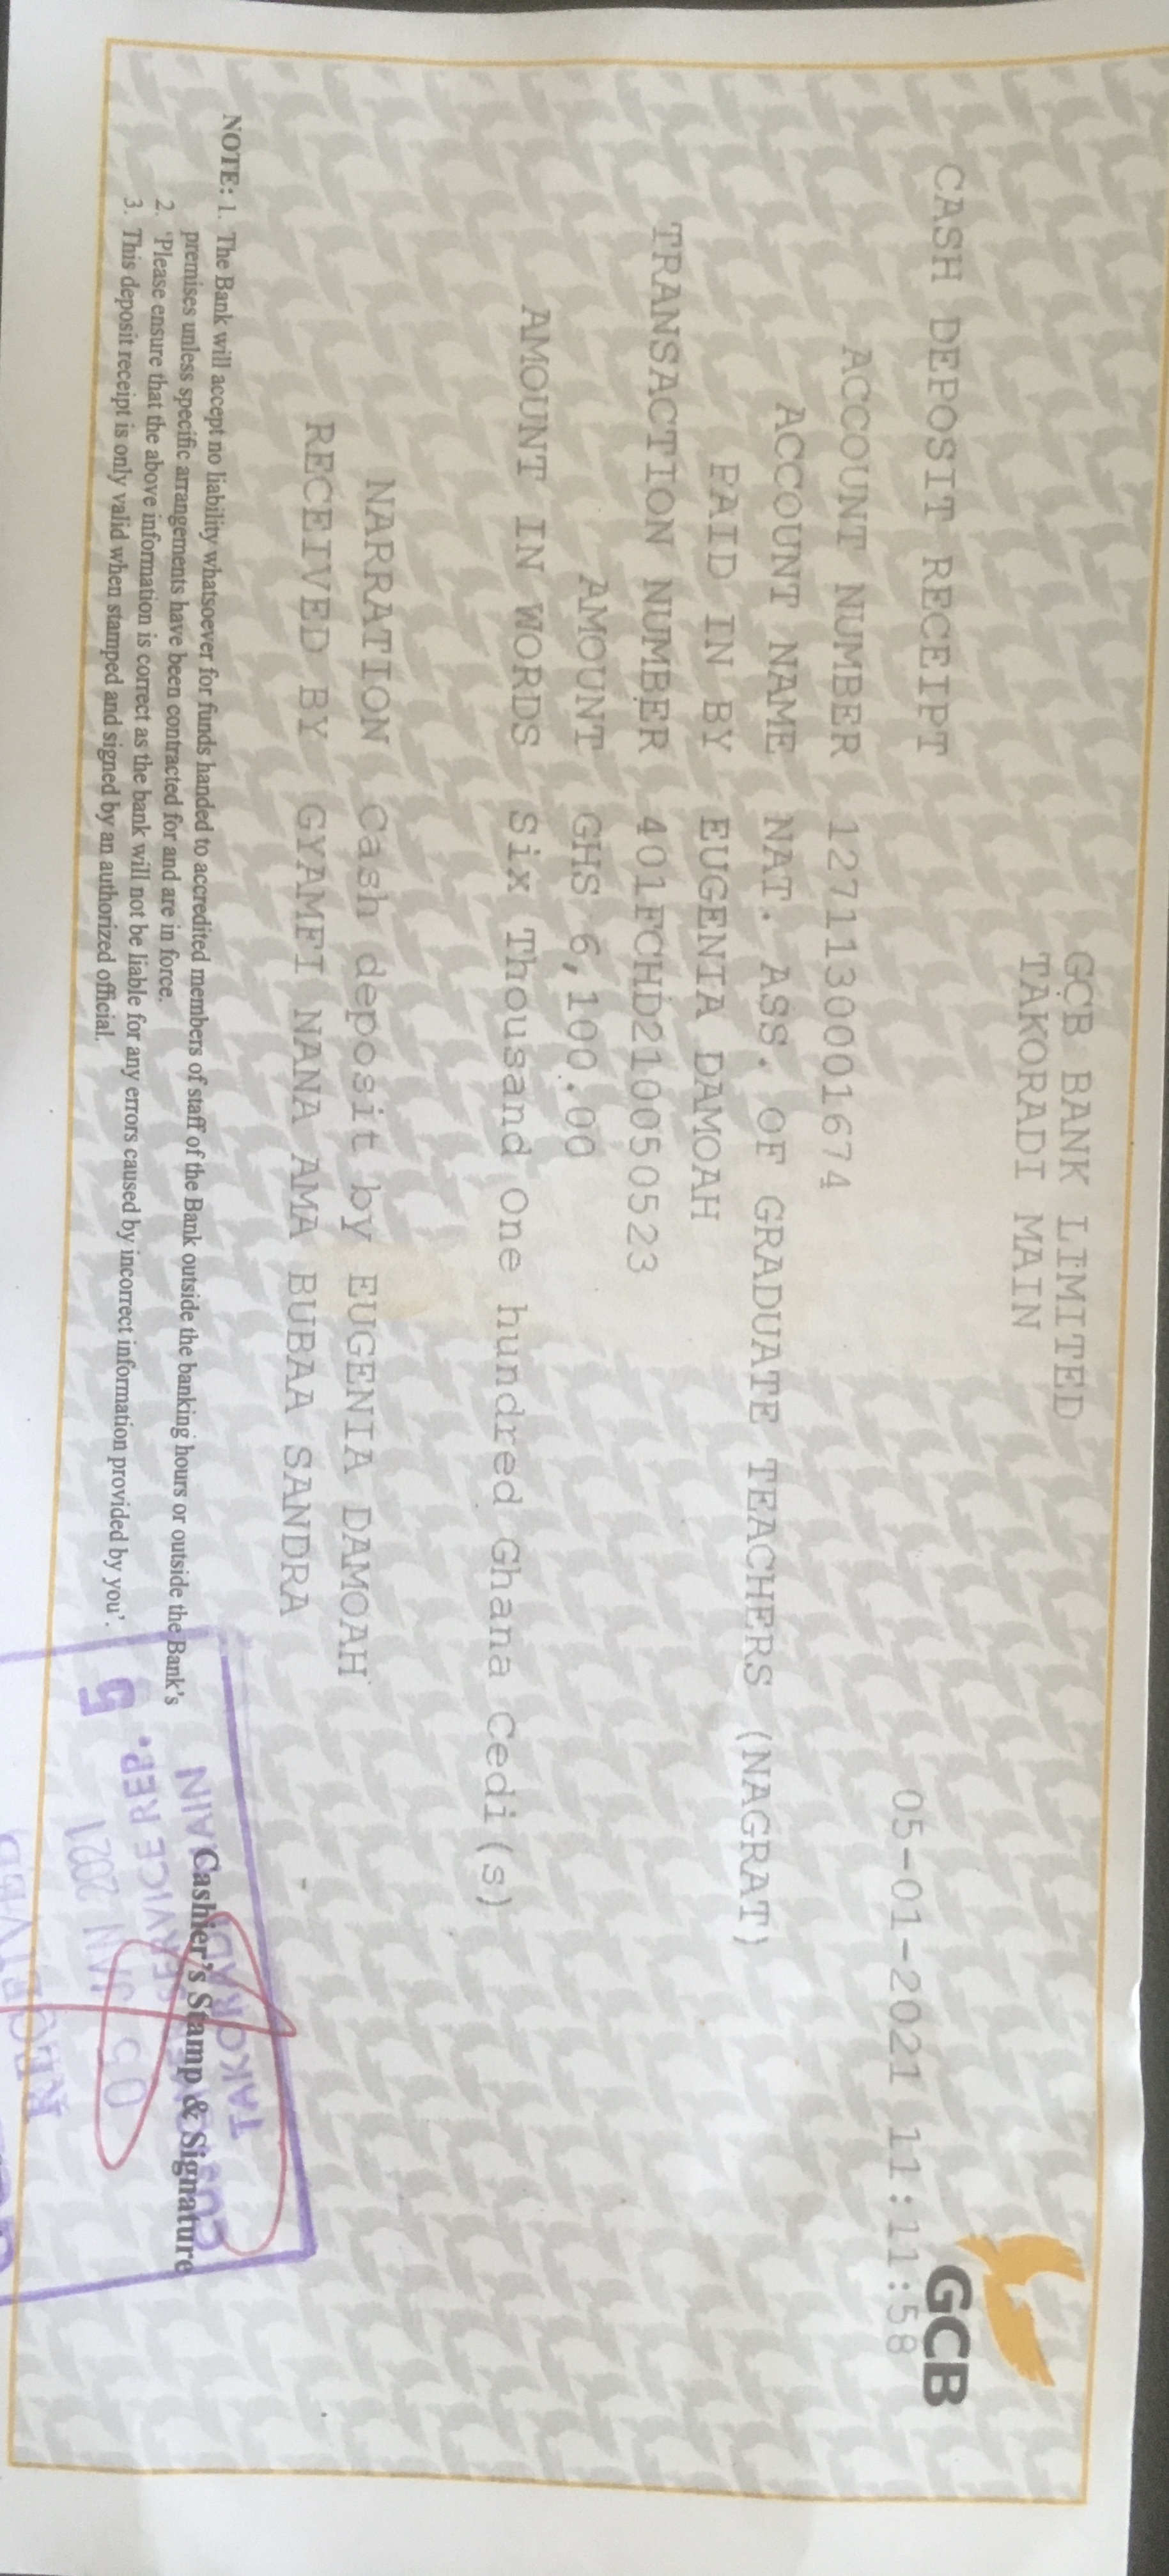 GCB BANK LIMITED
TAKORADI MAIN
GCB
CASH DEPOSIT RECEIPT 05-01-2021 11:11:58
ACCOUNT NUMBER 1271130001674
ACCOUNT NAME NAT. ASS. OF GRADUATE TEACHERS (NAGRAT)
PAID IN BY EUGENIA DAMOAH
TRANSACTION NUMBER 401FCHD210050523
AMOUNT GHS 6,100.00
AMOUNT IN WORDS Six Thousand One hundred Ghana Cedi(s)
NARRATION Cash deposit by EUGENIA DAMOAH
RECEIVED BY GYAMFI NANA AMA BUBAA SANDRA
NOTE: 1. The Bank will accept no liability whatsoever for funds handed to accredited members of staff of the Bank outside the banking hours or outside the Bank's
premises unless specific arrangements have been contracted for and are in force.
2. 'Please ensure that the above information is correct as the bank will not be liable for any errors caused by incorrect information provided by you'.
3. This deposit receipt is only valid when stamped and signed by an authorized official.
Cashier's Stamp & Signature
TAKORADI MAIN
SERVICE REP. 5
05 JAN 2021
RECEIVED